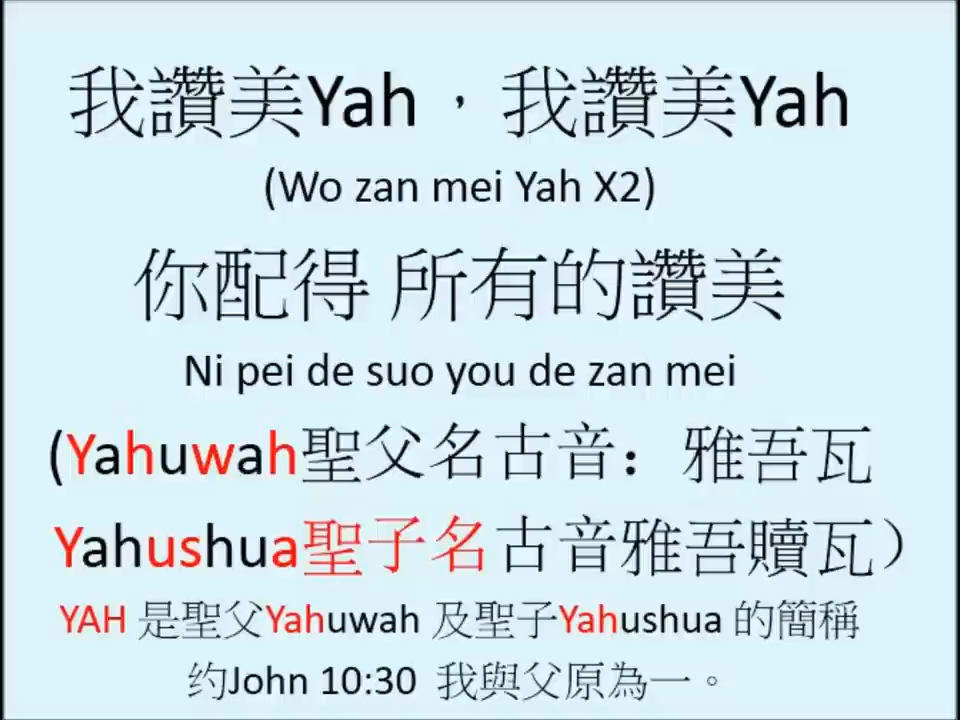 我讚美Yah，我讚美Yah
(Wo zan mei Yah X2)
你配得 所有的讚美
Ni pei de suo you de zan mei
(Yahuwah聖父名古音：雅吾瓦
Yahushua聖子名古音雅吾贖瓦）
YAH 是聖父Yahuwah 及聖子Yahushua 的簡稱
约John 10:30 我與父原為一。